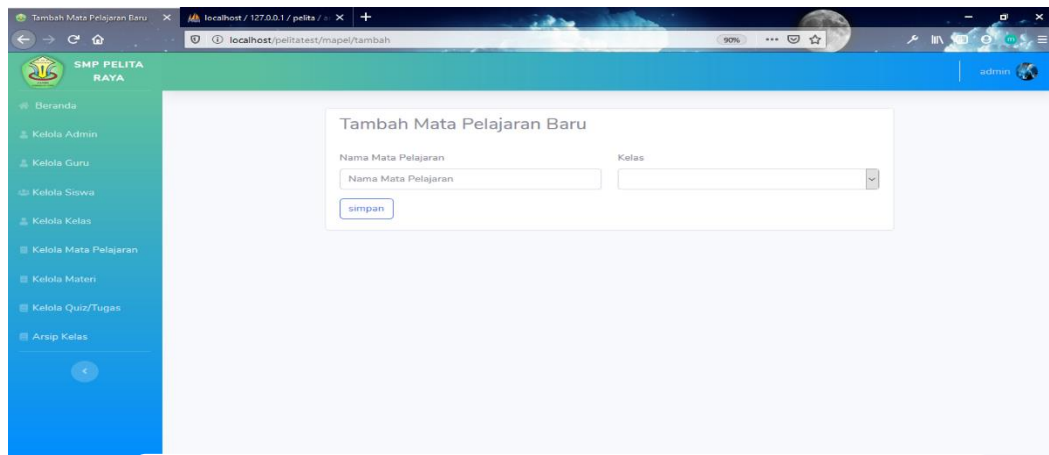 Tambah Mata Pelajaran Baru
localhost / 127.0.0.1 / pelita /
localhost/pelitatest/mapel/tambah
90%
SMP PELITA
RAYA
admin
Beranda
Kelola Admin
Kelola Guru
Kelola Siswa
Kelola Kelas
Kelola Mata Pelajaran
Kelola Materi
Kelola Quiz/Tugas
Arsip Kelas
Tambah Mata Pelajaran Baru
Nama Mata Pelajaran Kelas
Nama Mata Pelajaran
simpan